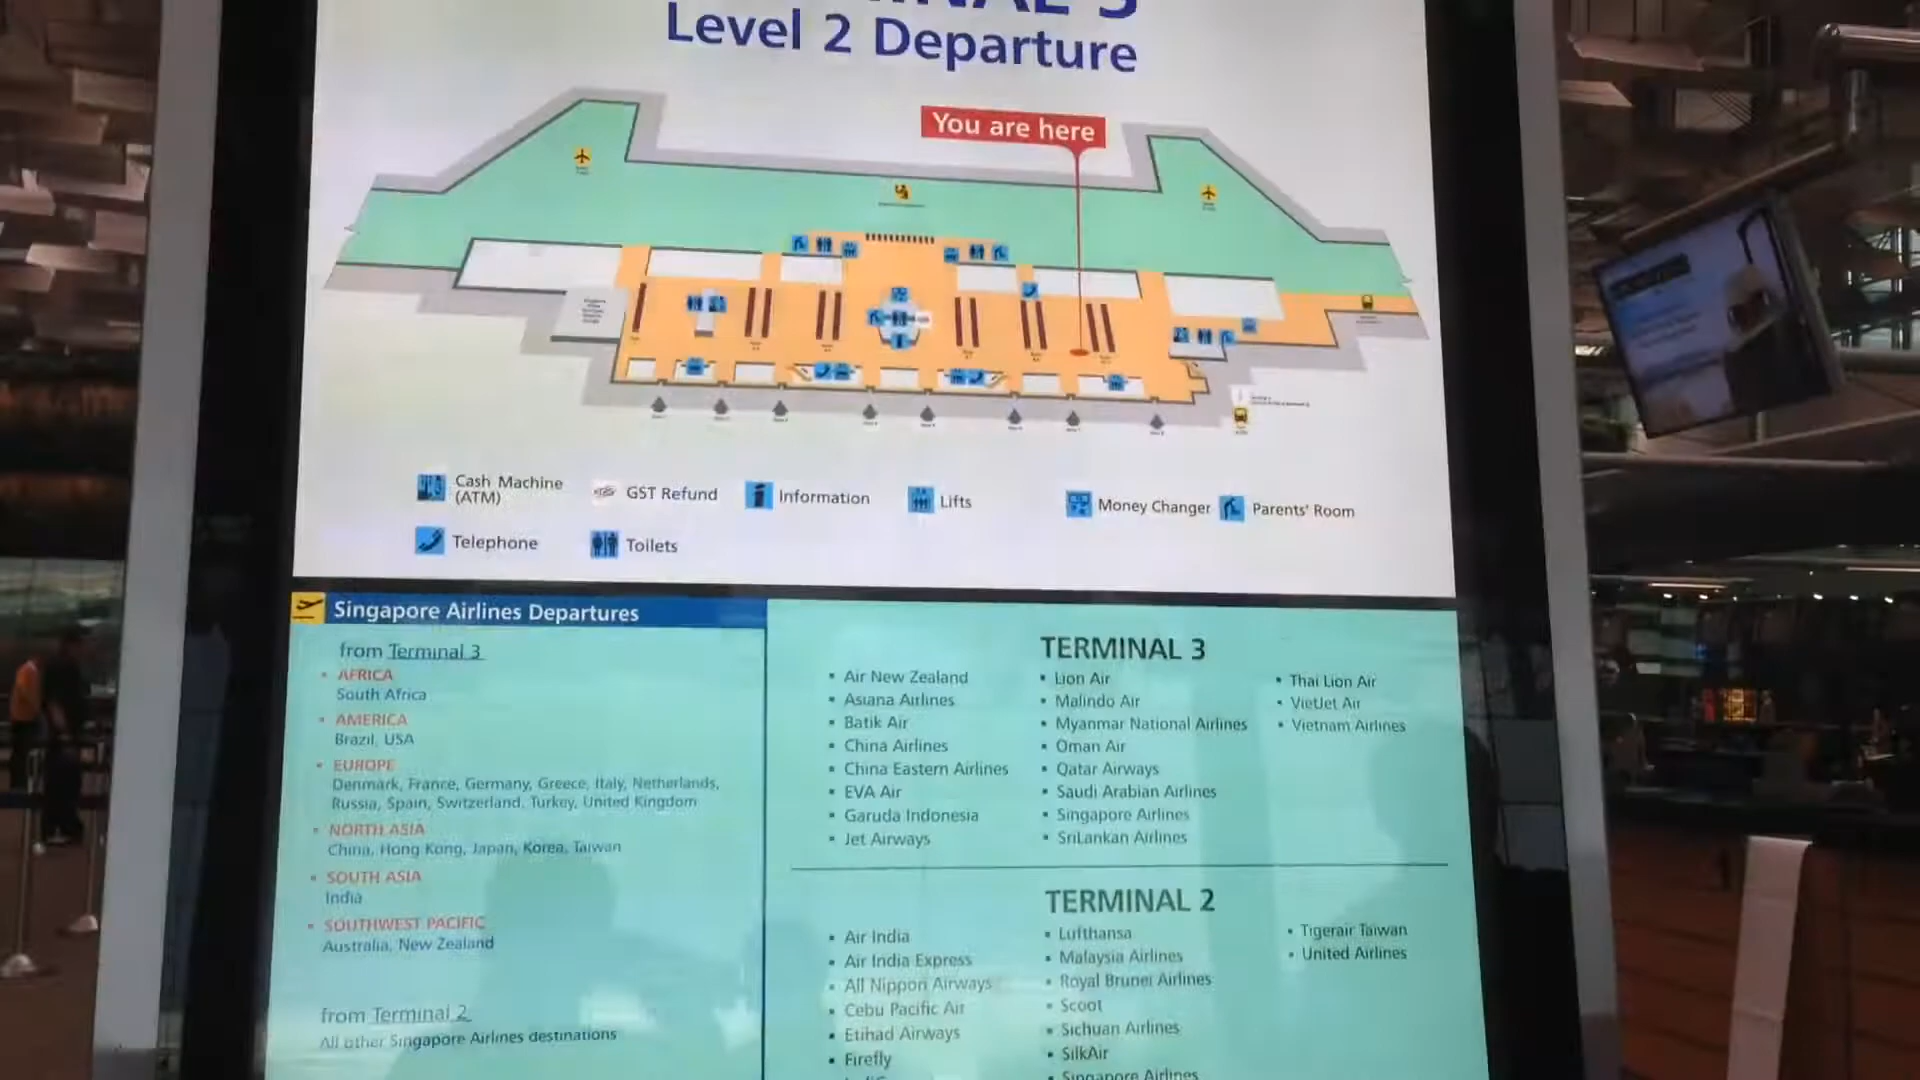 Level 2 Departure
You are here
Cash Machine
(ATM)
GST Refund
Information
Lifts
Money Changer
Parents' Room
Telephone
Toilets
Singapore Airlines Departures
from Terminal 3
AFRICA
South Africa
AMERICA
Brazil, USA
EUROPE
Denmark, France, Germany, Greece, Italy, Netherlands,
Russia, Spain, Switzerland, Turkey, United Kingdom
NORTH ASIA
China, Hong Kong, Japan, Korea, Taiwan
SOUTH ASIA
India
SOUTHWEST PACIFIC
Australia, New Zealand
from Terminal 2
All other Singapore Airlines destinations
TERMINAL 3
Air New Zealand
Asiana Airlines
Batik Air
China Airlines
China Eastern Airlines
EVA Air
Garuda Indonesia
Jet Airways
Lion Air
Malindo Air
Myanmar National Airlines
Oman Air
Qatar Airways
Saudi Arabian Airlines
Singapore Airlines
SriLankan Airlines
Thai Lion Air
VietJet Air
Vietnam Airlines
TERMINAL 2
Air India
Air India Express
All Nippon Airways
Cebu Pacific Air
Etihad Airways
Firefly
Lufthansa
Malaysia Airlines
Royal Brunei Airlines
Scoot
Sichuan Airlines
SilkAir
Singapore Airlines
Tigerair Taiwan
United Airlines